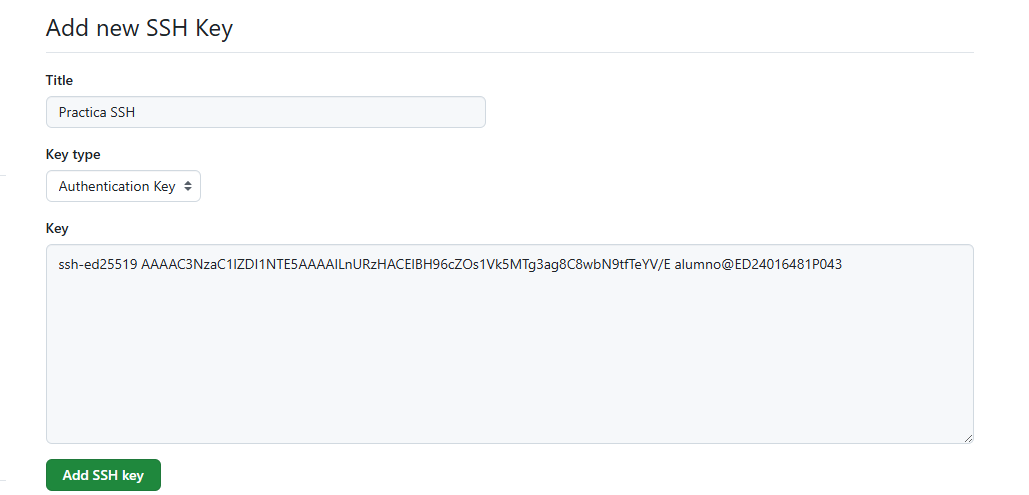 Add new SSH Key
Title
Practica SSH
Key type
Authentication Key
Key
ssh-ed25519 AAAAC3NzaC1lZDI1NTE5AAAAILnURzHACEIBH96cZOs1Vk5MTg3ag8C8wbN9tfTeYV/E alumno@ED24016481P043
Add SSH key